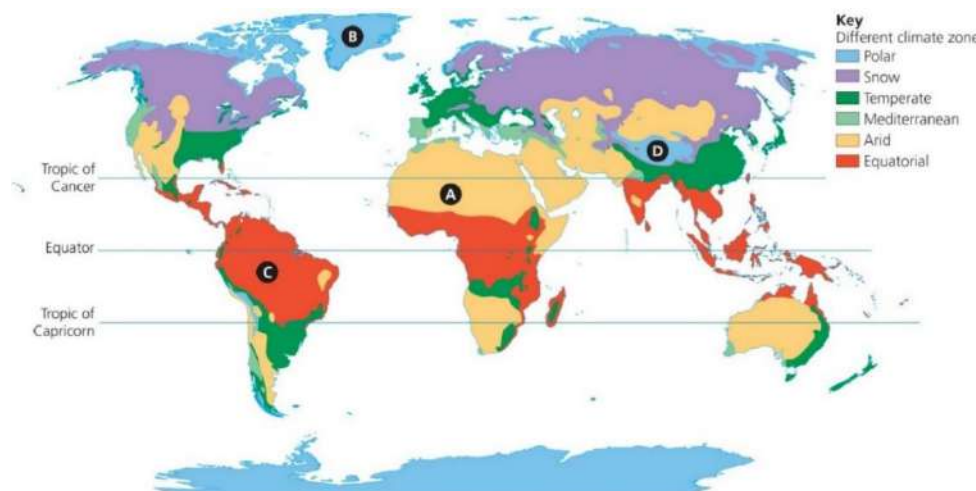 Key
Different climate zone
Polar
Snow
Temperate
Mediterranean
Arid
Equatorial
B
D
Tropic of
Cancer
A
Equator
C
Tropic of
Capricorn